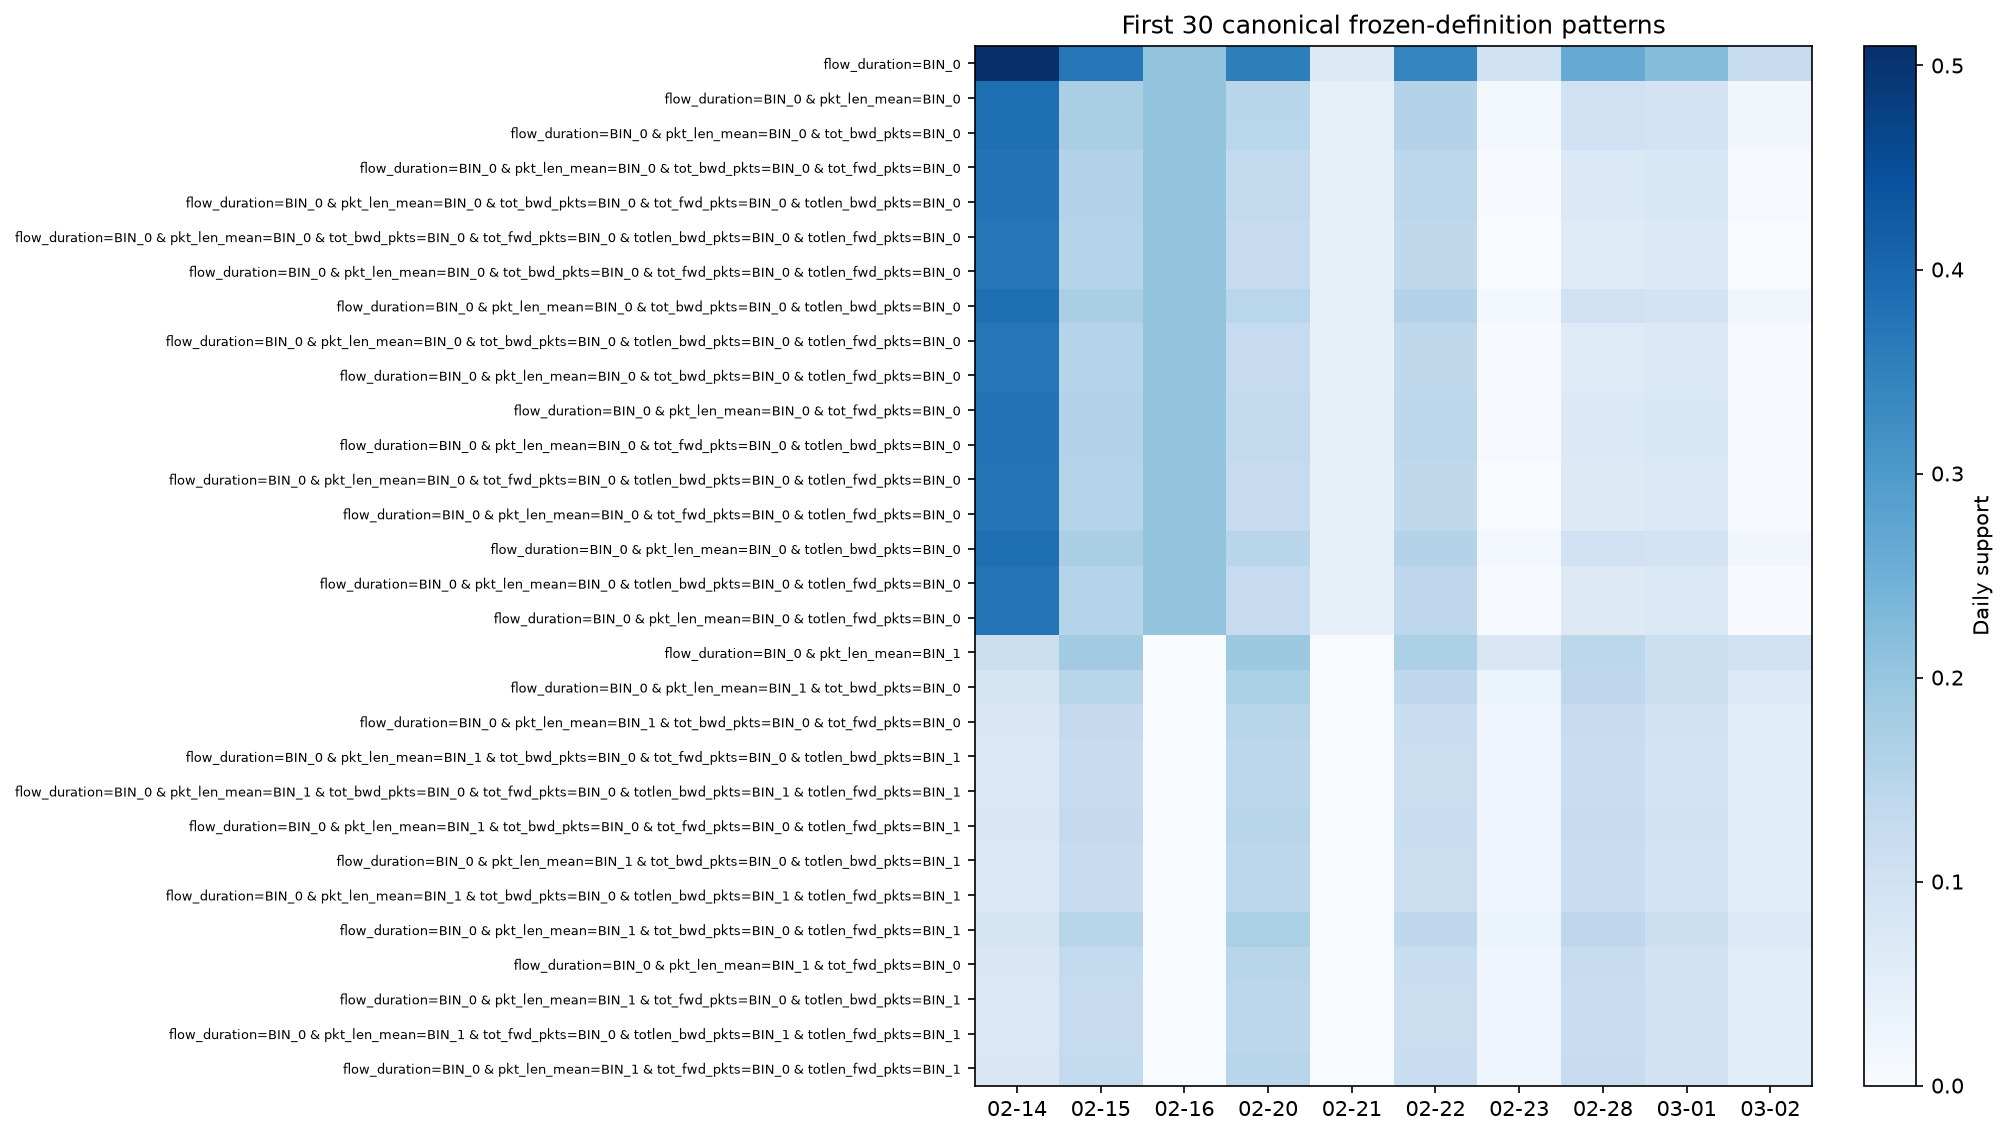 First 30 canonical frozen-definition patterns
flow_duration=BIN_0
flow_duration=BIN_0 & pkt_len_mean=BIN_0
flow_duration=BIN_0 & pkt_len_mean=BIN_0 & tot_bwd_pkts=BIN_0
flow_duration=BIN_0 & pkt_len_mean=BIN_0 & tot_bwd_pkts=BIN_0 & tot_fwd_pkts=BIN_0
flow_duration=BIN_0 & pkt_len_mean=BIN_0 & tot_bwd_pkts=BIN_0 & tot_fwd_pkts=BIN_0 & totlen_bwd_pkts=BIN_0
flow_duration=BIN_0 & pkt_len_mean=BIN_0 & tot_bwd_pkts=BIN_0 & tot_fwd_pkts=BIN_0 & totlen_bwd_pkts=BIN_0 & totlen_fwd_pkts=BIN_0
flow_duration=BIN_0 & pkt_len_mean=BIN_0 & tot_bwd_pkts=BIN_0 & tot_fwd_pkts=BIN_0 & totlen_fwd_pkts=BIN_0
flow_duration=BIN_0 & pkt_len_mean=BIN_0 & tot_bwd_pkts=BIN_0 & totlen_bwd_pkts=BIN_0
flow_duration=BIN_0 & pkt_len_mean=BIN_0 & tot_bwd_pkts=BIN_0 & totlen_bwd_pkts=BIN_0 & totlen_fwd_pkts=BIN_0
flow_duration=BIN_0 & pkt_len_mean=BIN_0 & tot_bwd_pkts=BIN_0 & totlen_fwd_pkts=BIN_0
flow_duration=BIN_0 & pkt_len_mean=BIN_0 & tot_fwd_pkts=BIN_0
flow_duration=BIN_0 & pkt_len_mean=BIN_0 & tot_fwd_pkts=BIN_0 & totlen_bwd_pkts=BIN_0
flow_duration=BIN_0 & pkt_len_mean=BIN_0 & tot_fwd_pkts=BIN_0 & totlen_bwd_pkts=BIN_0 & totlen_fwd_pkts=BIN_0
flow_duration=BIN_0 & pkt_len_mean=BIN_0 & tot_fwd_pkts=BIN_0 & totlen_fwd_pkts=BIN_0
flow_duration=BIN_0 & pkt_len_mean=BIN_0 & totlen_bwd_pkts=BIN_0
flow_duration=BIN_0 & pkt_len_mean=BIN_0 & totlen_bwd_pkts=BIN_0 & totlen_fwd_pkts=BIN_0
flow_duration=BIN_0 & pkt_len_mean=BIN_0 & totlen_fwd_pkts=BIN_0
flow_duration=BIN_0 & pkt_len_mean=BIN_1
flow_duration=BIN_0 & pkt_len_mean=BIN_1 & tot_bwd_pkts=BIN_0
flow_duration=BIN_0 & pkt_len_mean=BIN_1 & tot_bwd_pkts=BIN_0 & tot_fwd_pkts=BIN_0
flow_duration=BIN_0 & pkt_len_mean=BIN_1 & tot_bwd_pkts=BIN_0 & tot_fwd_pkts=BIN_0 & totlen_bwd_pkts=BIN_1
flow_duration=BIN_0 & pkt_len_mean=BIN_1 & tot_bwd_pkts=BIN_0 & tot_fwd_pkts=BIN_0 & totlen_bwd_pkts=BIN_1 & totlen_fwd_pkts=BIN_1
flow_duration=BIN_0 & pkt_len_mean=BIN_1 & tot_bwd_pkts=BIN_0 & tot_fwd_pkts=BIN_0 & totlen_fwd_pkts=BIN_1
flow_duration=BIN_0 & pkt_len_mean=BIN_1 & tot_bwd_pkts=BIN_0 & totlen_bwd_pkts=BIN_1
flow_duration=BIN_0 & pkt_len_mean=BIN_1 & tot_bwd_pkts=BIN_0 & totlen_bwd_pkts=BIN_1 & totlen_fwd_pkts=BIN_1
flow_duration=BIN_0 & pkt_len_mean=BIN_1 & tot_bwd_pkts=BIN_0 & totlen_fwd_pkts=BIN_1
flow_duration=BIN_0 & pkt_len_mean=BIN_1 & tot_fwd_pkts=BIN_0
flow_duration=BIN_0 & pkt_len_mean=BIN_1 & tot_fwd_pkts=BIN_0 & totlen_bwd_pkts=BIN_1
flow_duration=BIN_0 & pkt_len_mean=BIN_1 & tot_fwd_pkts=BIN_0 & totlen_bwd_pkts=BIN_1 & totlen_fwd_pkts=BIN_1
flow_duration=BIN_0 & pkt_len_mean=BIN_1 & tot_fwd_pkts=BIN_0 & totlen_fwd_pkts=BIN_1
02-14 02-15 02-16 02-20 02-21 02-22 02-23 02-28 03-01 03-02
0.5
0.4
0.3
0.2
0.1
0.0
Daily support